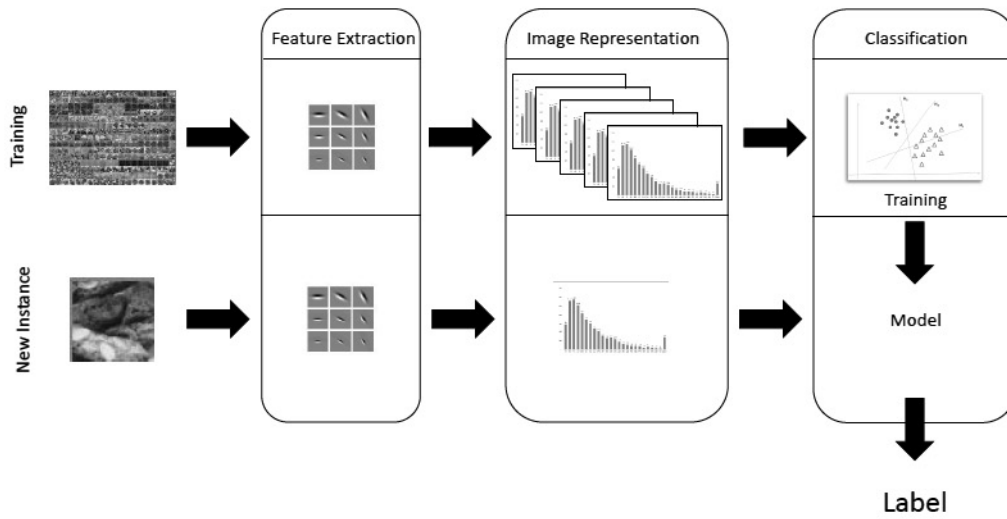 Feature Extraction
Image Representation
Classification
Training
Training
New Instance
Model
Label